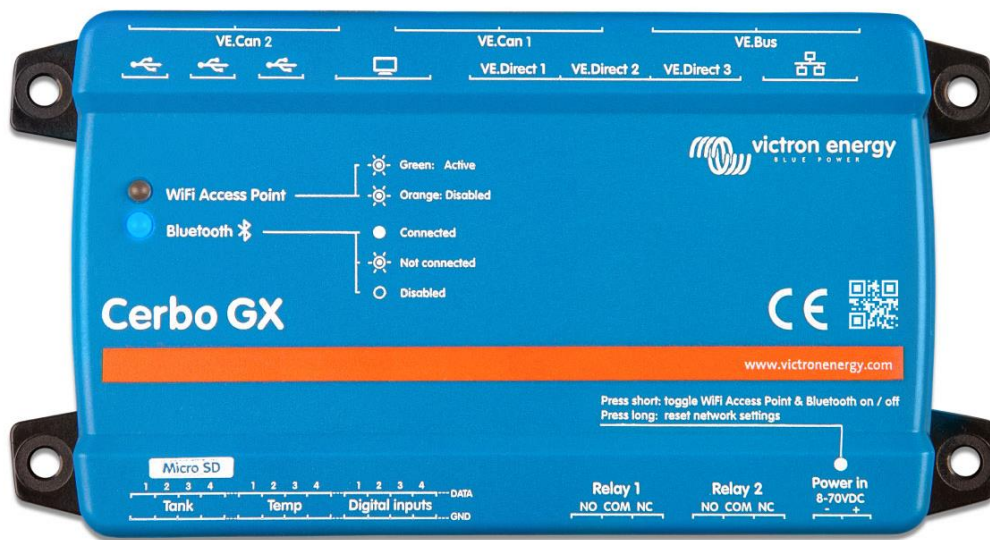 VE.Can 2 VE.Can 1 VE.Bus
VE.Direct 1 VE.Direct 2 VE.Direct 3
victron energy
BLUE POWER
WiFi Access Point
Green: Active
Orange: Disabled
Bluetooth
Connected
Not connected
Disabled
Cerbo GX
CE
www.victronenergy.com
Press short: toggle WiFi Access Point & Bluetooth on / off
Press long: reset network settings
Micro SD
1 2 3 4 1 2 3 4 1 2 3 4 DATA
Tank Temp Digital inputs
GND
Relay 1
NO COM NC
Relay 2
NO COM NC
Power in
8-70VDC
- +